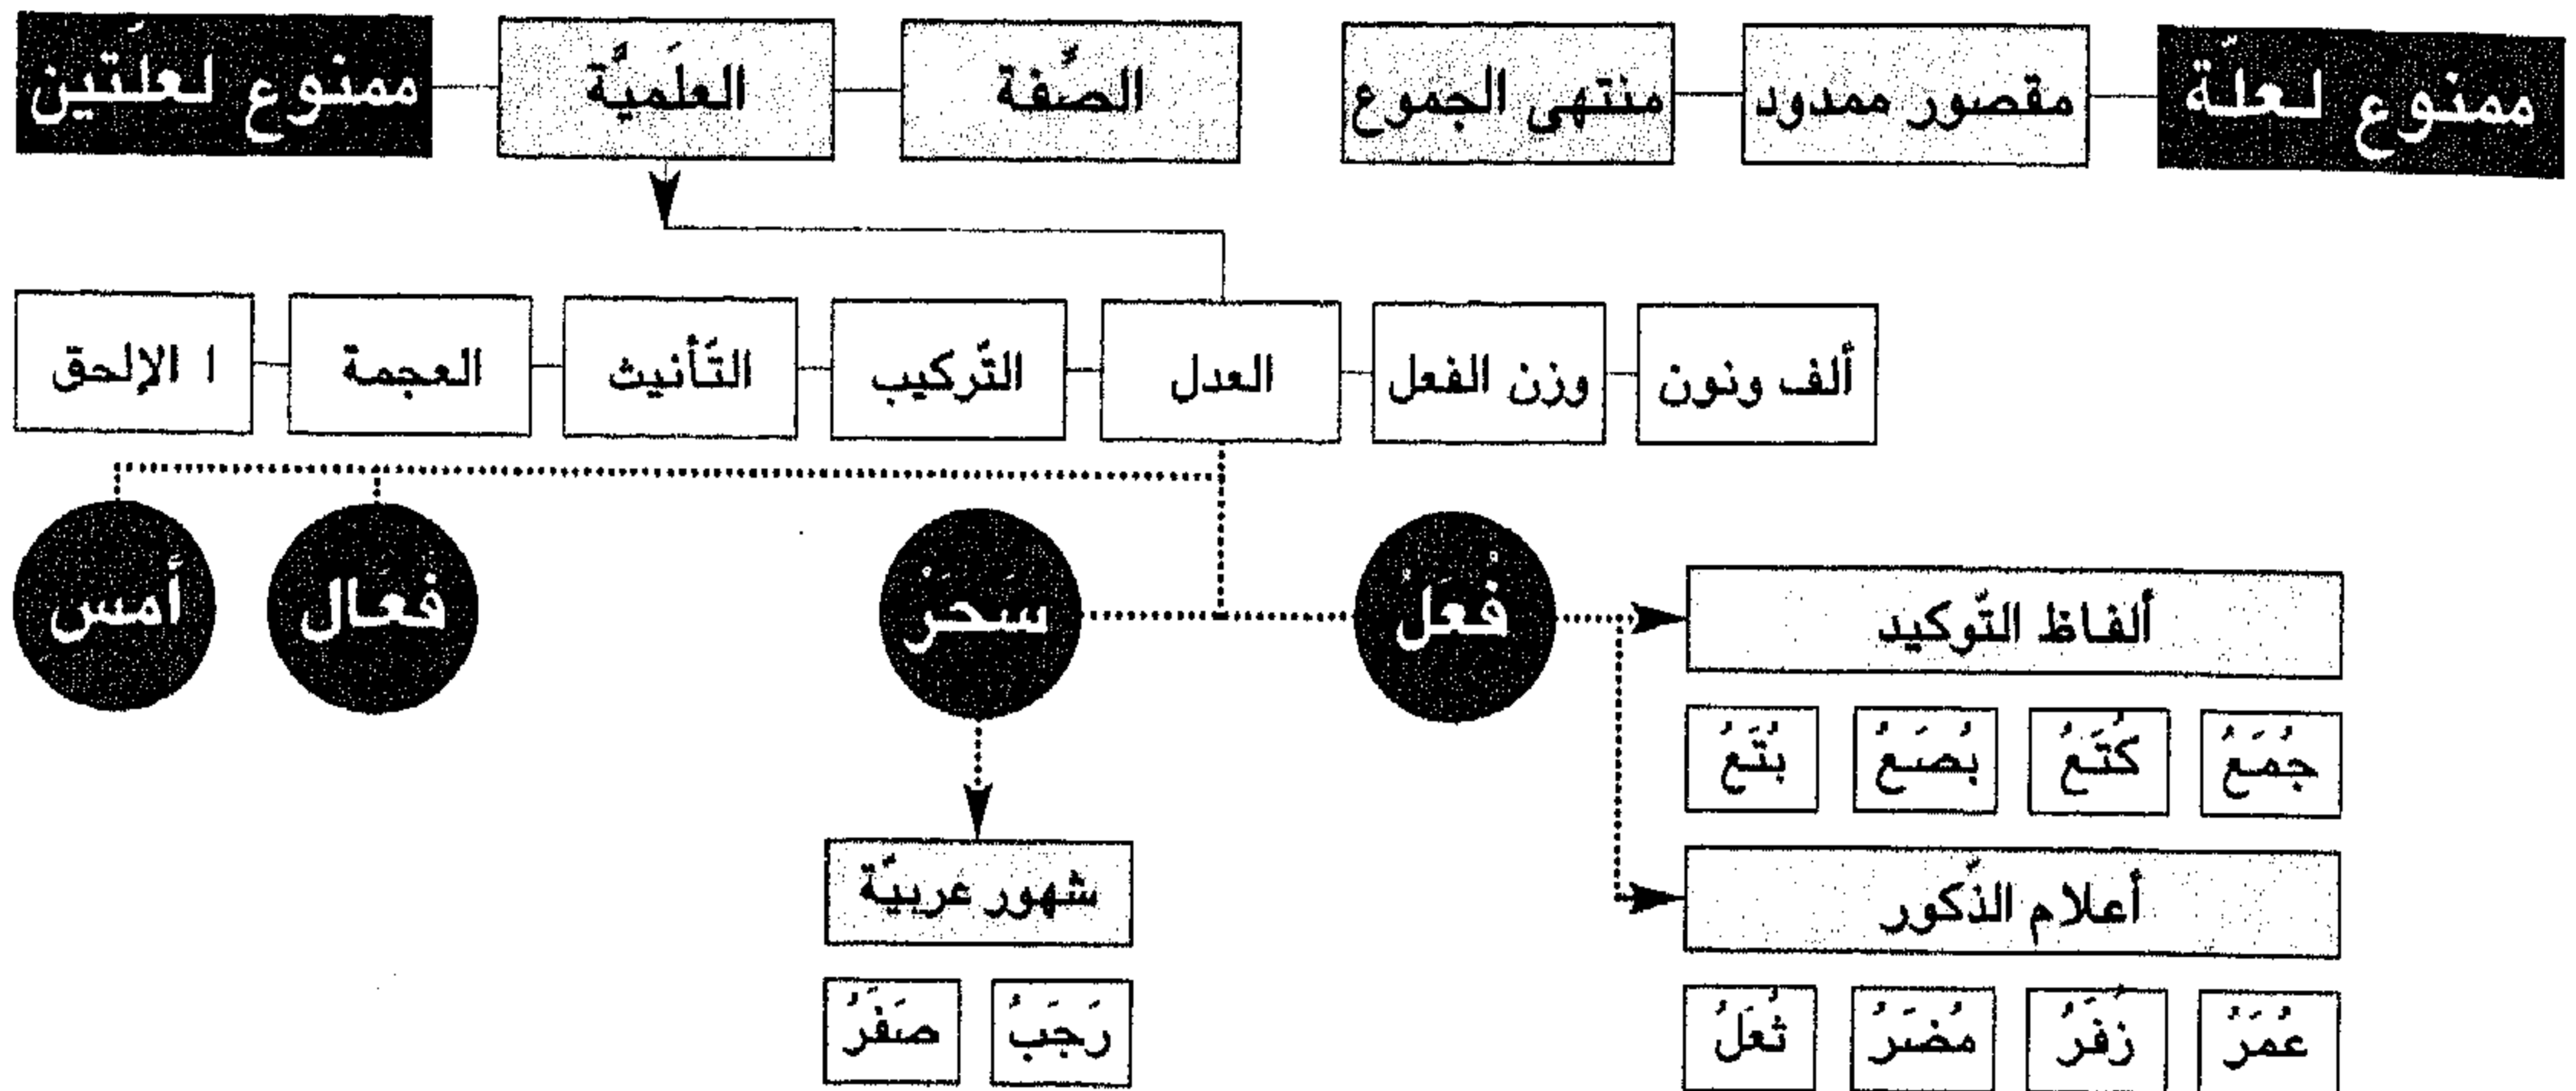 ممنوع لعلّة
مقصور ممدود
منتهى الجموع
الصّفة
العلَميَّة
ممنوع لعلّتين
ألف ونون
وزن الفعل
العدل
التّركيب
التّأنيث
العجمة
ا الإلحق
فُعَلُ
سَحَرُ
فَعَال
أمس
ألفاظ التّوكيد
جُمَعُ
كُتَعُ
بُصَعُ
بُتَعُ
أعلام الذّكور
شهور عربيّة
عُمَرُ
زُفَرُ
مُضَرُ
ثُعَلُ
رَجَبُ
صَفَرُ